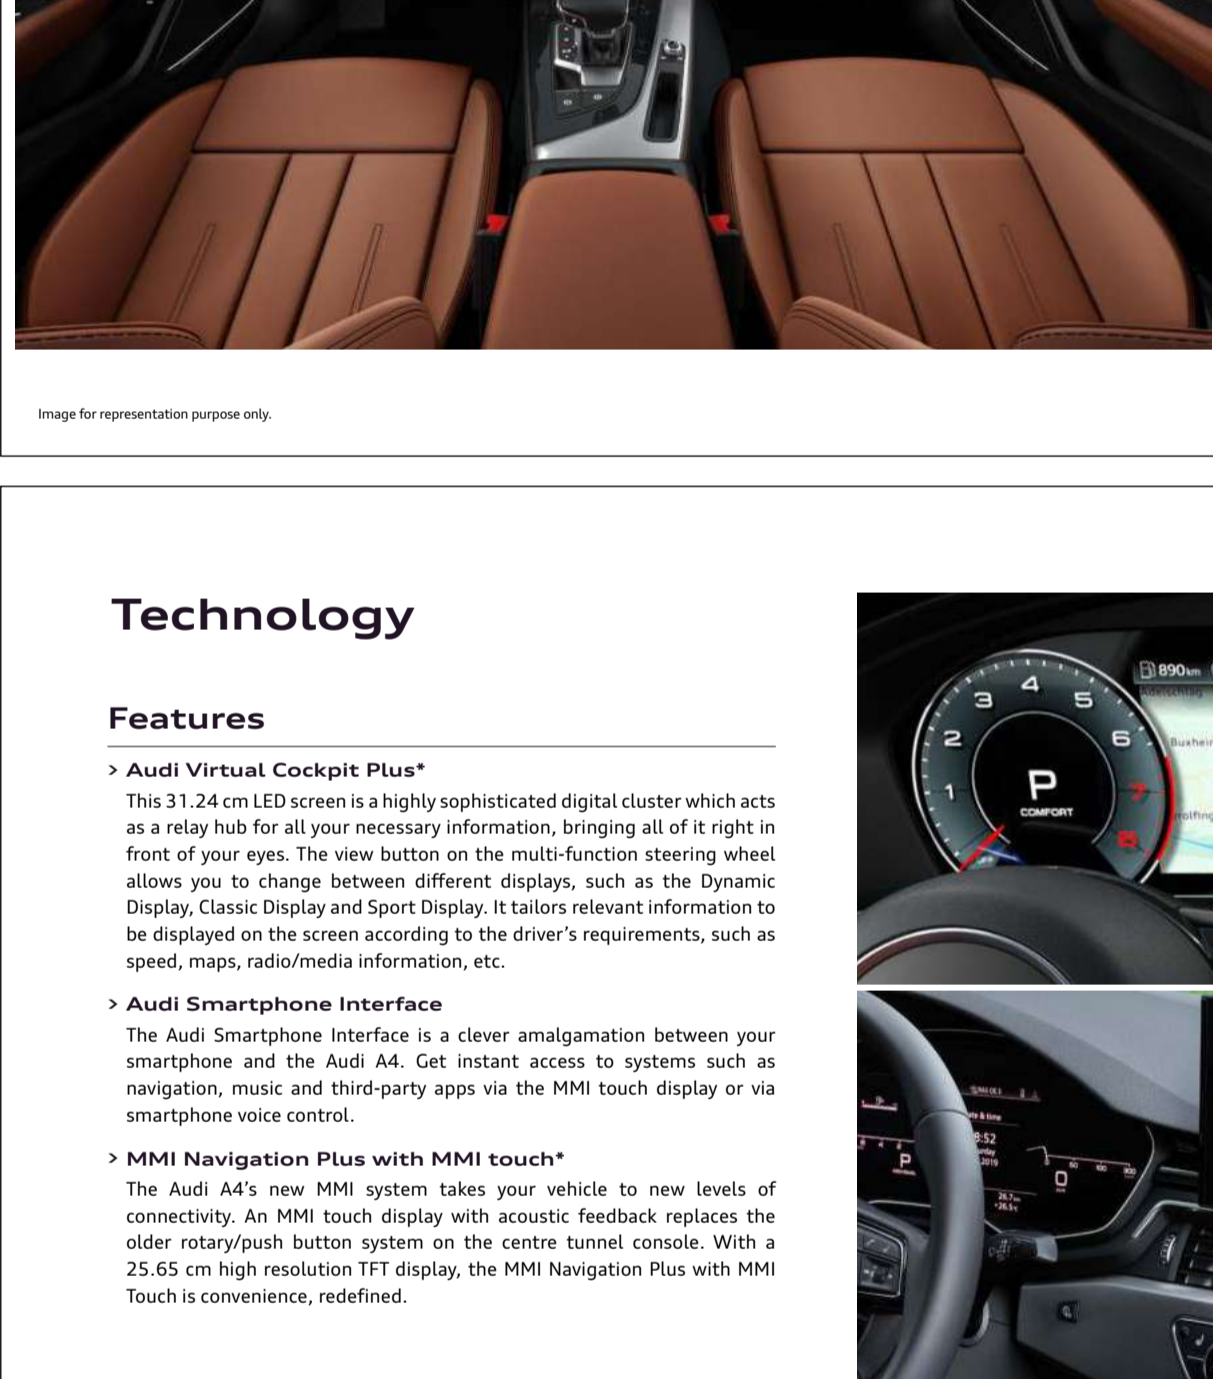 Image for representation purpose only.
Technology
Features
> Audi Virtual Cockpit Plus*
This 31.24 cm LED screen is a highly sophisticated digital cluster which acts
as a relay hub for all your necessary information, bringing all of it right in
front of your eyes. The view button on the multi-function steering wheel
allows you to change between different displays, such as the Dynamic
Display, Classic Display and Sport Display. It tailors relevant information to
be displayed on the screen according to the driver’s requirements, such as
speed, maps, radio/media information, etc.
> Audi Smartphone Interface
The Audi Smartphone Interface is a clever amalgamation between your
smartphone and the Audi A4. Get instant access to systems such as
navigation, music and third-party apps via the MMI touch display or via
smartphone voice control.
> MMI Navigation Plus with MMI touch*
The Audi A4’s new MMI system takes your vehicle to new levels of
connectivity. An MMI touch display with acoustic feedback replaces the
older rotary/push button system on the centre tunnel console. With a
25.65 cm high resolution TFT display, the MMI Navigation Plus with MMI
Touch is convenience, redefined.
890 km
Adelschlag
1 2 3 4 5 6 7 8
Buxheim
P
COMFORT
8:52
2019
P
0